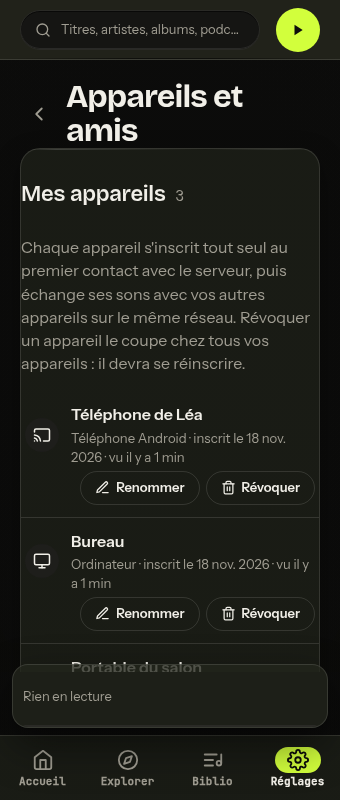 Titres, artistes, albums, podc...
Appareils et
amis
Mes appareils 3
Chaque appareil s'inscrit tout seul au
premier contact avec le serveur, puis
échange ses sons avec vos autres
appareils sur le même réseau. Révoquer
un appareil le coupe chez tous vos
appareils : il devra se réinscrire.
Téléphone de Léa
Téléphone Android · inscrit le 18 nov.
2026 · vu il y a 1 min
Renommer Révoquer
Bureau
Ordinateur · inscrit le 18 nov. 2026 · vu il y
a 1 min
Renommer Révoquer
Portable du salon
Rien en lecture
Accueil Explorer Biblio Réglages